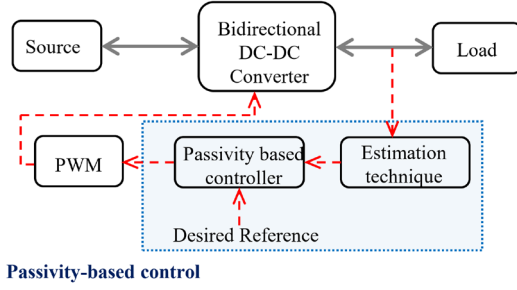 Source
Bidirectional
DC-DC
Converter
Load
PWM
Passivity based
controller
Estimation
technique
Desired Reference
Passivity-based control